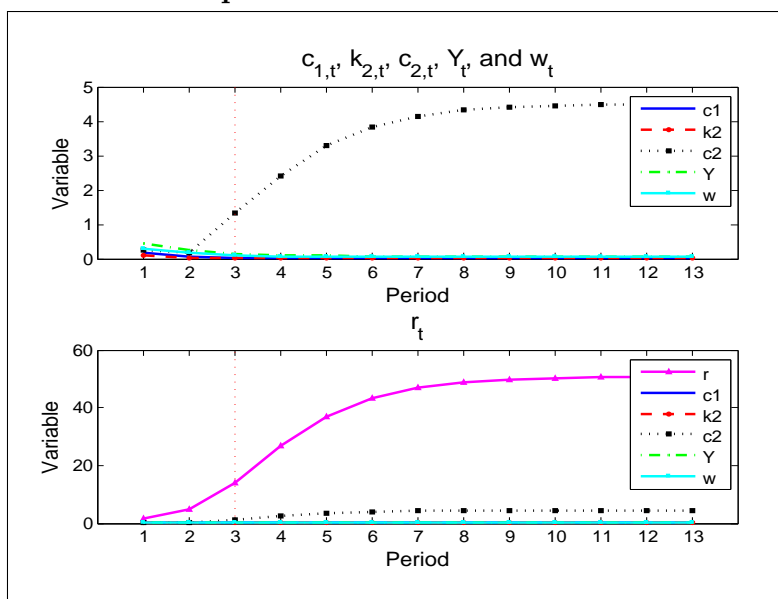 c1,t, k2,t, c2,t, Yt, and wt
5
4
3
2
1
0
Variable
1 2 3 4 5 6 7 8 9 10 11 12 13
Period
c1
k2
c2
Y
w
rt
60
40
20
0
Variable
1 2 3 4 5 6 7 8 9 10 11 12 13
Period
r
c1
k2
c2
Y
w